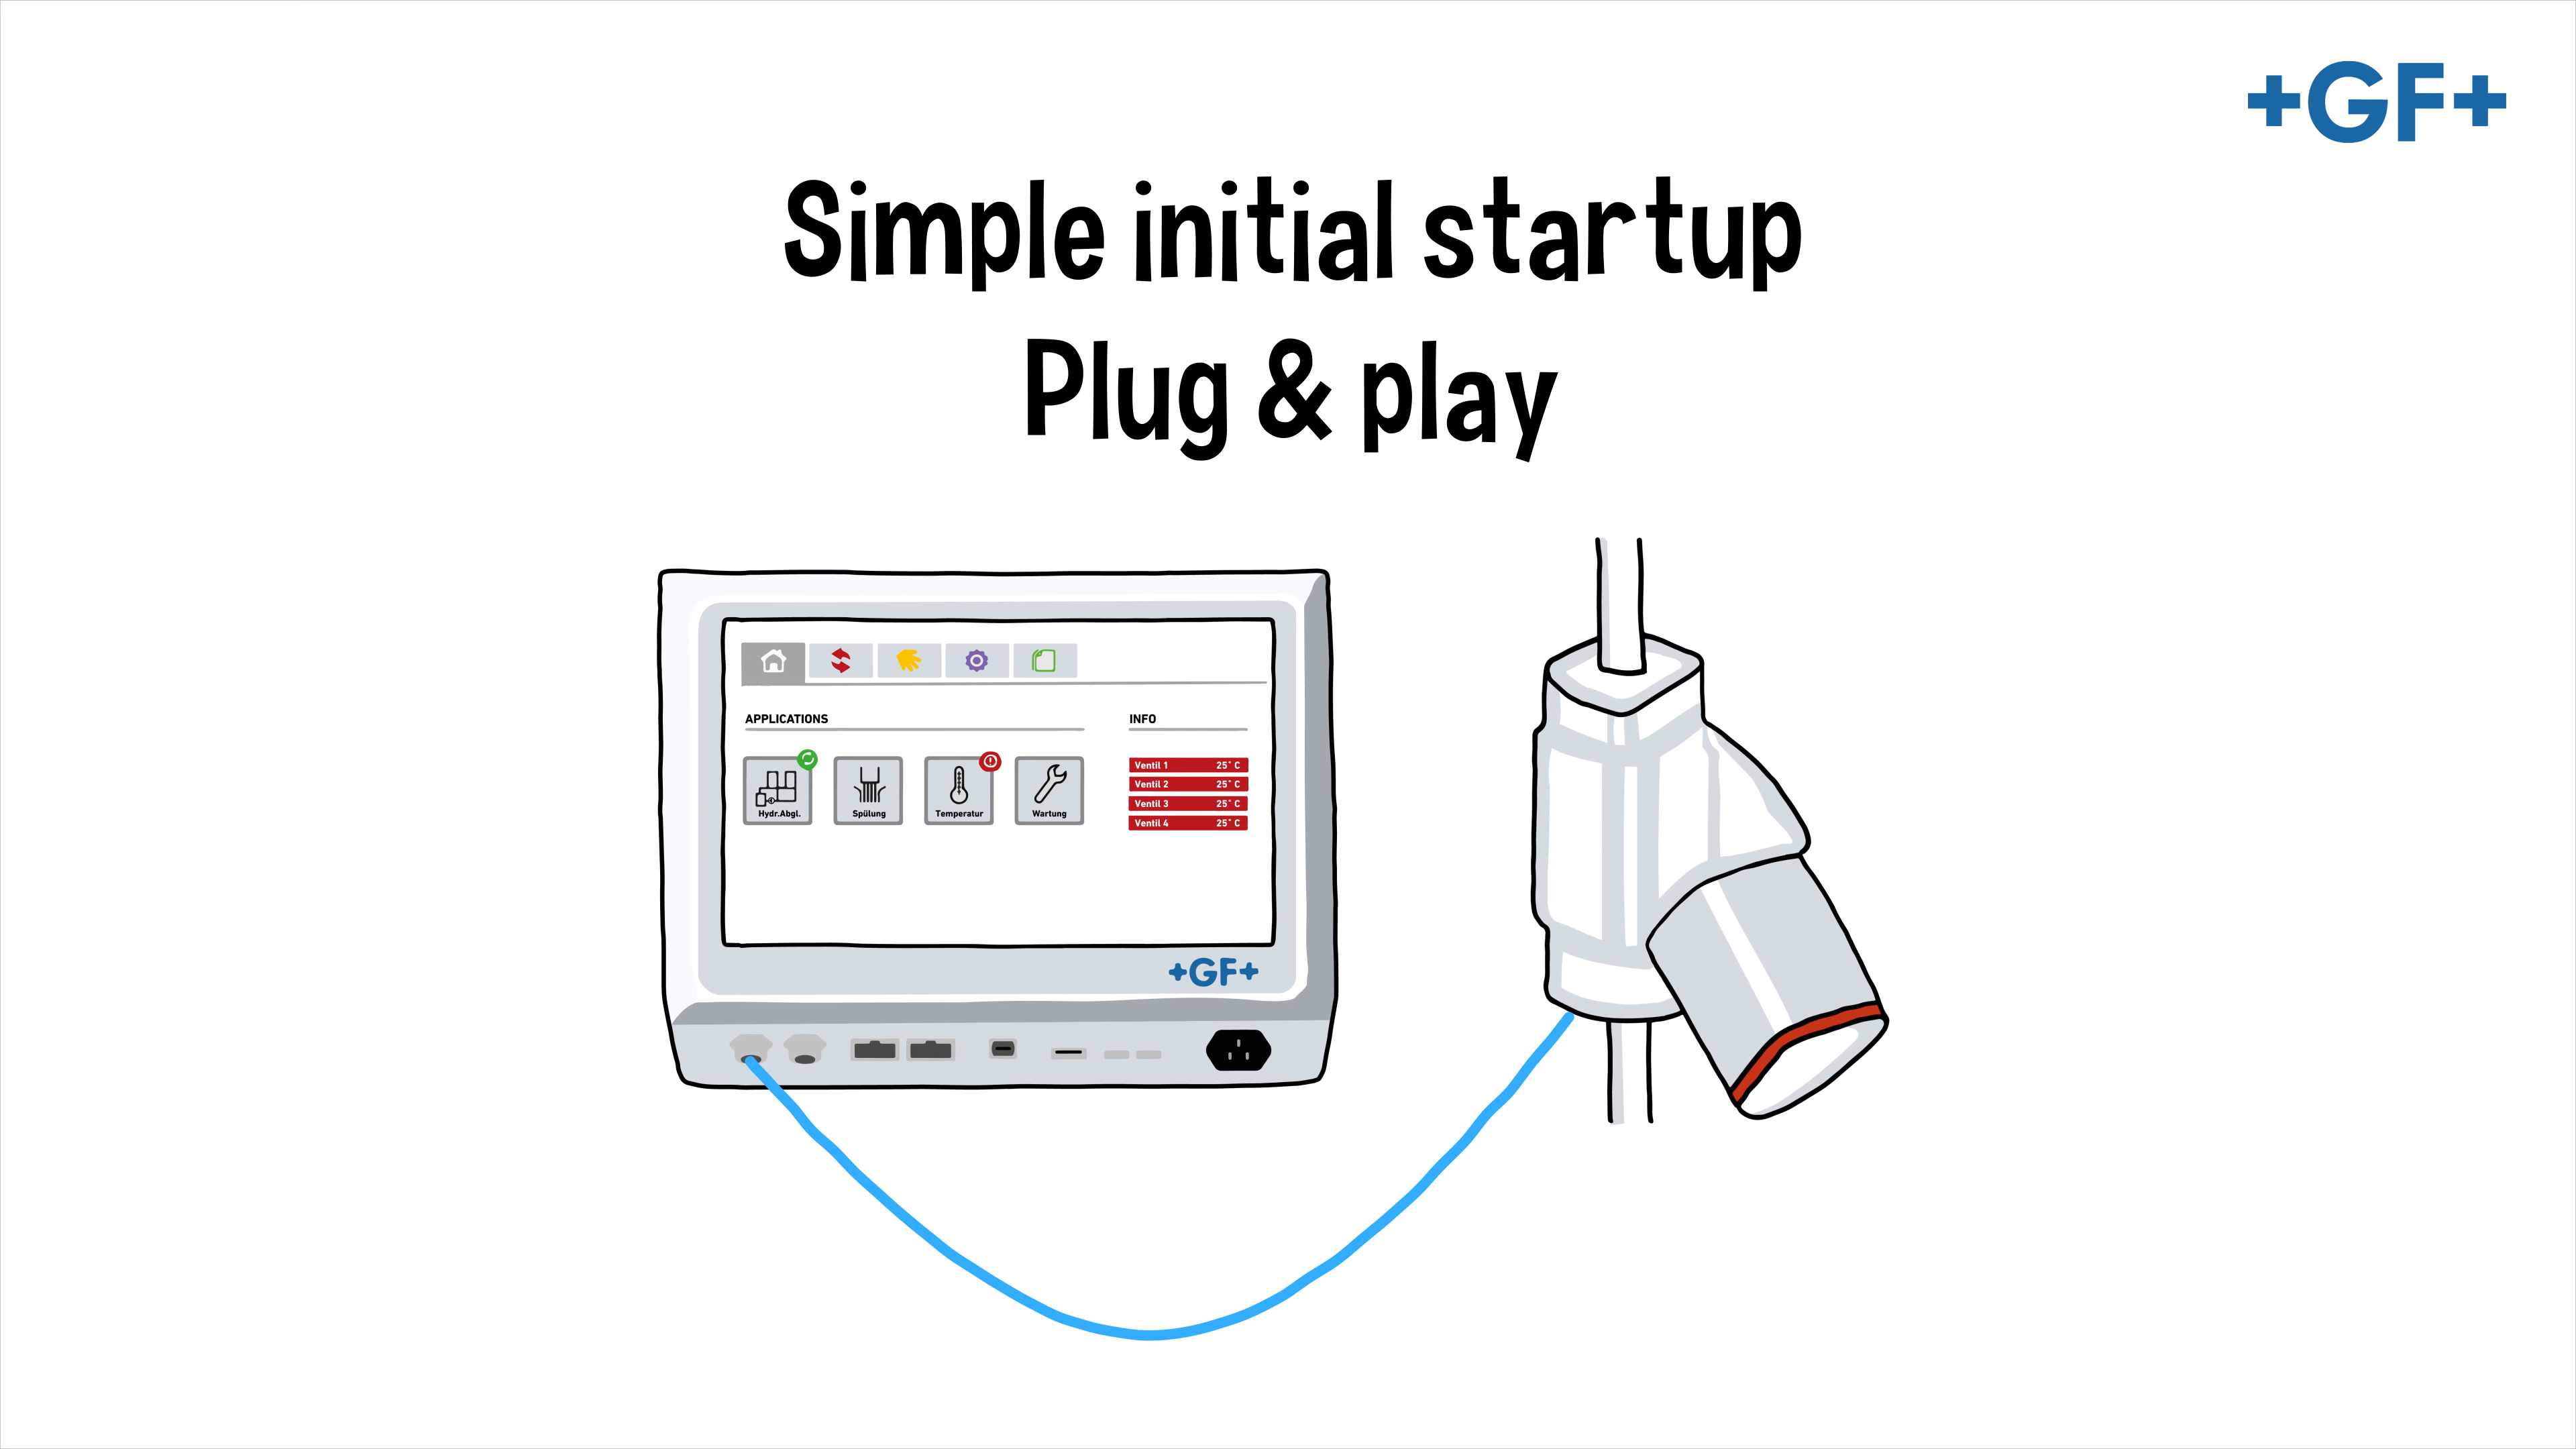 +GF+
Simple initial startup
Plug & play
APPLICATIONS
INFO
Hydr.Abgl.
Spülung
Temperatur
Wartung
Ventil 1 25° C
Ventil 2 25° C
Ventil 3 25° C
Ventil 4 25° C
+GF+